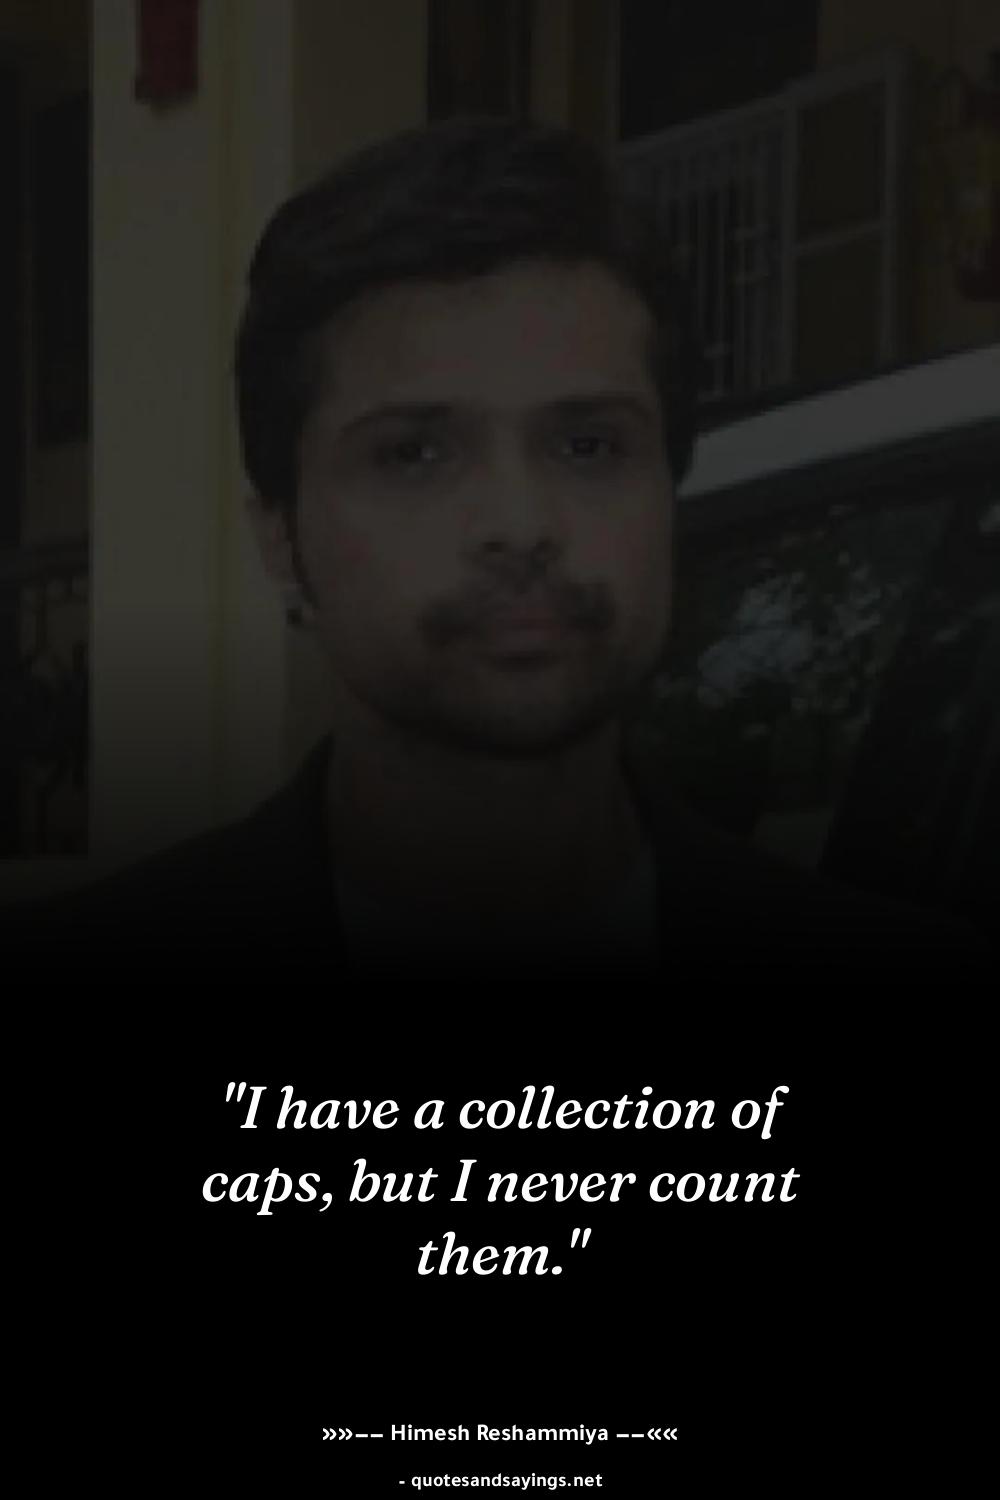 "I have a collection of
caps, but I never count
them."
»»−− Himesh Reshammiya −−««
- quotesandsayings.net